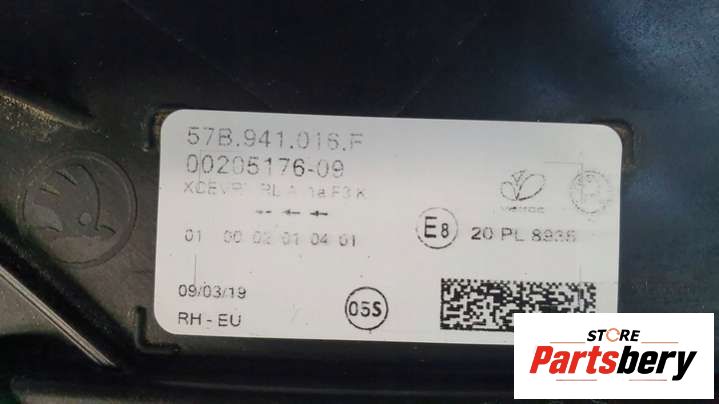 57B.941.016.F
00205176-09
01 00 02 01 04 01
E8 20 PL 8935
09/03/19
05S
RH-EU
STORE
Partsbery